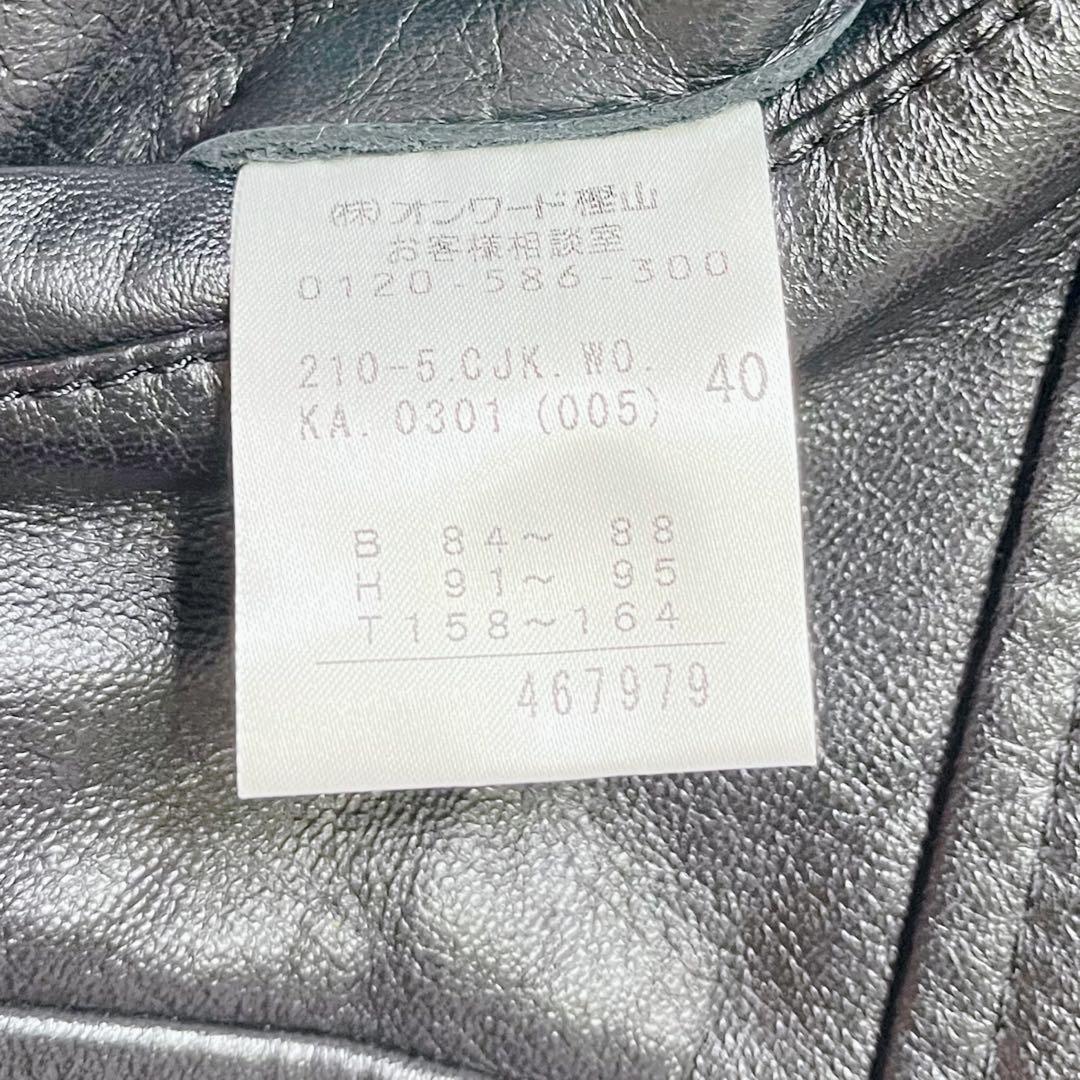 (株)オンワード樫山
お客様相談室
0120-586-300
210-5.CJK.WO. 40
KA. 0301 (005)
B 84~ 88
H 91~ 95
T158~164
467979